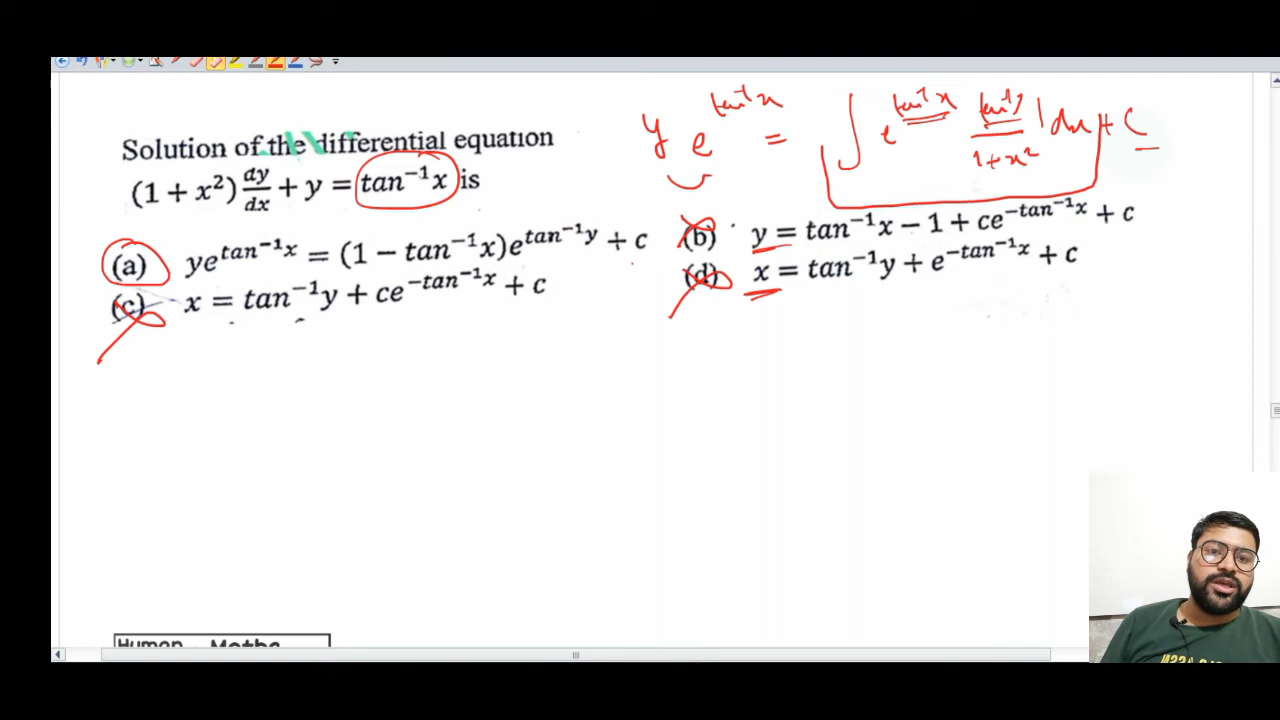 y e^{tan⁻¹x} = ∫ e^{tan⁻¹x} tan⁻¹/1+x² dx + C
Solution of the differential equation
(1 + x²) dy/dx + y = tan⁻¹x is
(a) ye^{tan⁻¹x} = (1 − tan⁻¹x)e^{tan⁻¹y} + c
(b) y = tan⁻¹x − 1 + ce^{−tan⁻¹x} + c
(c) x = tan⁻¹y + ce^{−tan⁻¹x} + c
(d) x = tan⁻¹y + e^{−tan⁻¹x} + c